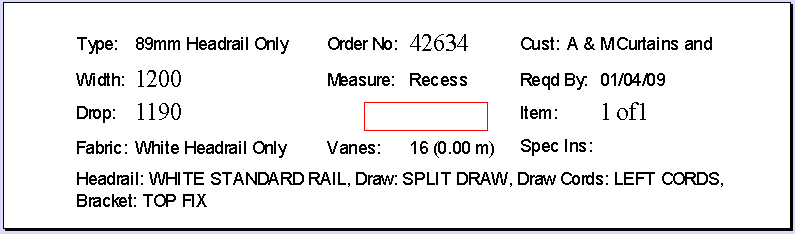 Type: 89mm Headrail Only Order No: 42634 Cust: A & MCurtains and
Width: 1200 Measure: Recess Reqd By: 01/04/09
Drop: 1190 Item: 1 of1
Fabric: White Headrail Only Vanes: 16 (0.00 m) Spec Ins:
Headrail: WHITE STANDARD RAIL, Draw: SPLIT DRAW, Draw Cords: LEFT CORDS,
Bracket: TOP FIX